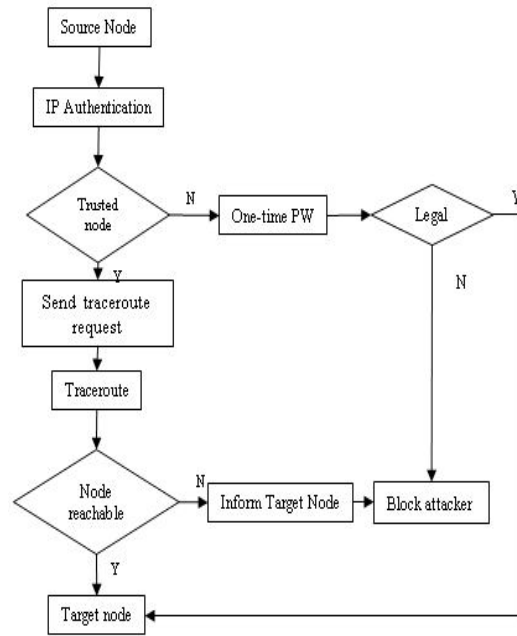 Source Node
IP Authentication
Trusted
node
N
One-time PW
Legal
Y
Y
N
Send traceroute
request
Traceroute
Node
reachable
N
Inform Target Node
Block attacker
Y
Target node